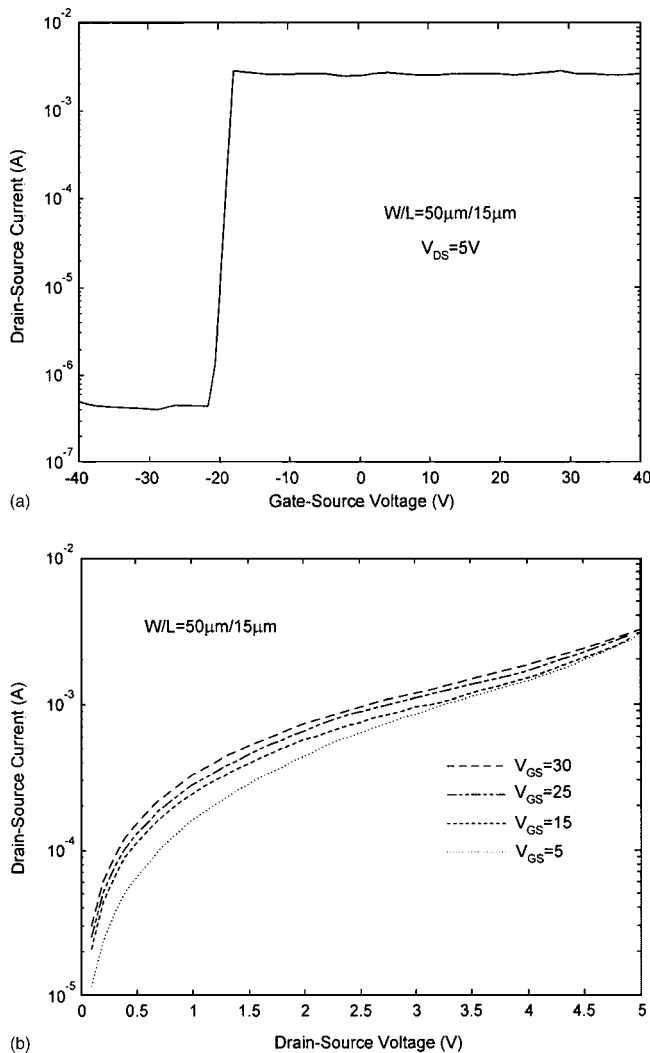 10⁻²
10⁻³
10⁻⁴
10⁻⁵
10⁻⁶
10⁻⁷
Drain-Source Current (A)
W/L=50μm/15μm
V_DS=5V
-40 -30 -20 -10 0 10 20 30 40
Gate-Source Voltage (V)
(a)
10⁻²
10⁻³
10⁻⁴
10⁻⁵
Drain-Source Current (A)
W/L=50μm/15μm
V_GS=30
V_GS=25
V_GS=15
V_GS=5
0 0.5 1 1.5 2 2.5 3 3.5 4 4.5 5
Drain-Source Voltage (V)
(b)